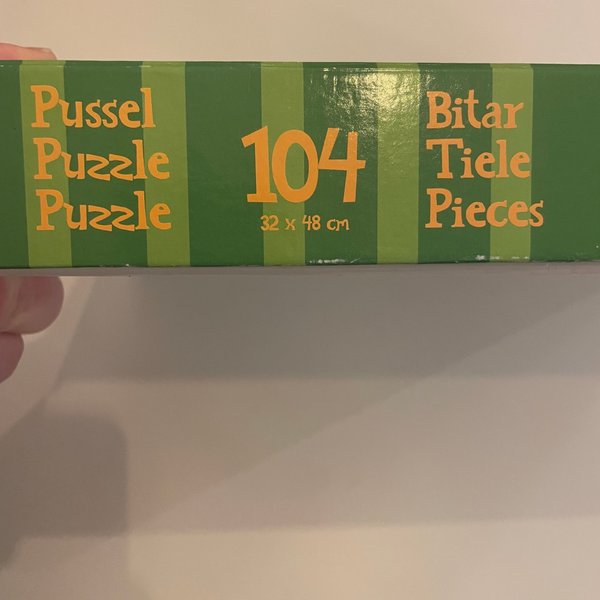 Pussel
Puzzle
Puzzle
104
32 x 48 cm
Bitar
Tiele
Pieces